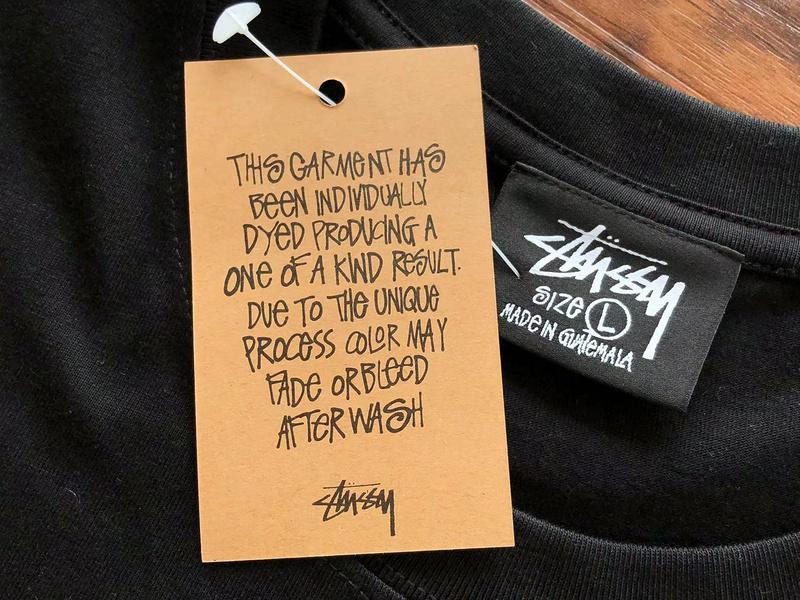 THIS GARMENT HAS
BEEN INDIVIDUALLY
DYED PRODUCING A
ONE OF A KIND RESULT.
DUE TO THE UNIQUE
PROCESS COLOR MAY
FADE OR BLEED
AFTER WASH
STÜSSY
STÜSSY
SIZE L
MADE IN GUATEMALA